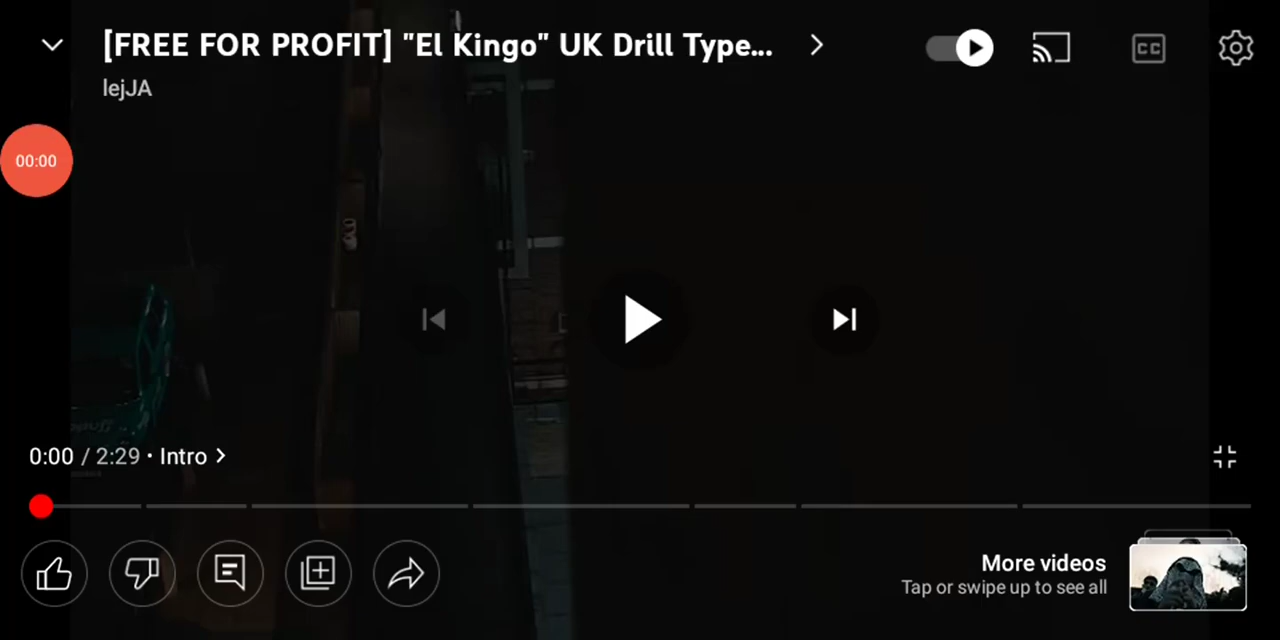 [FREE FOR PROFIT] "El Kingo" UK Drill Type...
lejJA
CC
00:00
0:00 / 2:29 • Intro
More videos
Tap or swipe up to see all